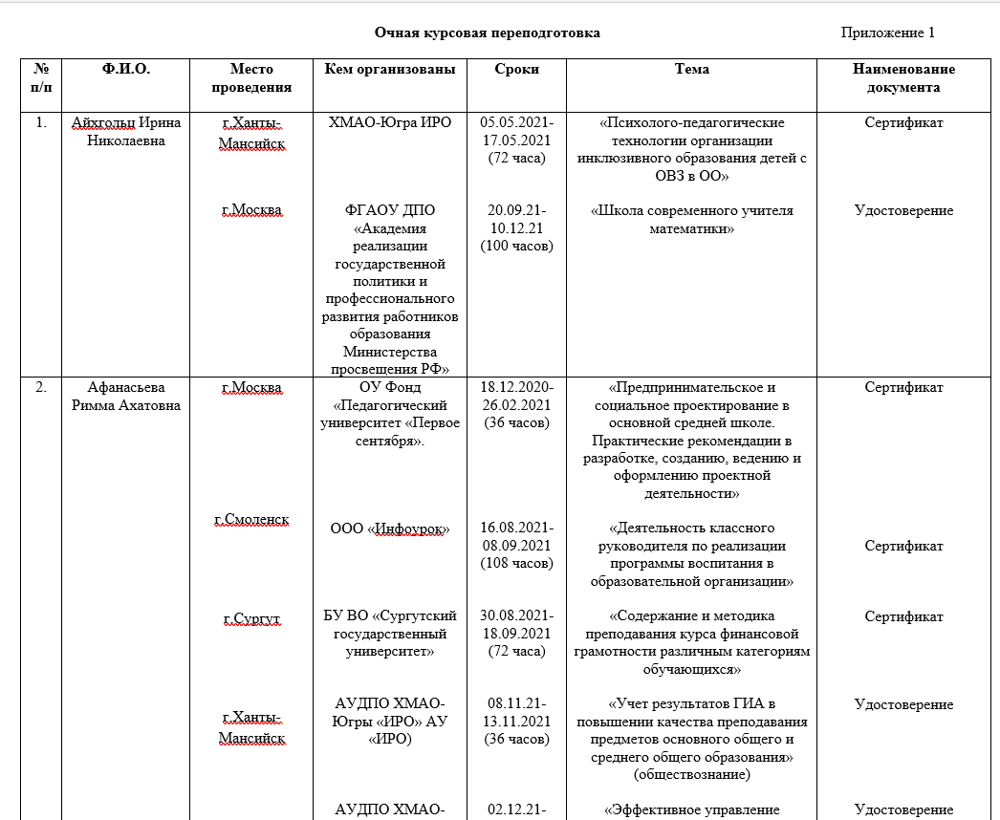 Очная курсовая переподготовка
Приложение 1
№
п/п
Ф.И.О.
Место
проведения
Кем организованы
Сроки
Тема
Наименование
документа
1.
Айхгольц Ирина
Николаевна
г.Ханты-
Мансийск
ХМАО-Югра ИРО
05.05.2021-
17.05.2021
(72 часа)
«Психолого-педагогические
технологии организации
инклюзивного образования детей с
ОВЗ в ОО»
Сертификат
г.Москва
ФГАОУ ДПО
«Академия
реализации
государственной
политики и
профессионального
развития работников
образования
Министерства
просвещения РФ»
20.09.21-
10.12.21
(100 часов)
«Школа современного учителя
математики»
Удостоверение
2.
Афанасьева
Римма Ахатовна
г.Москва
ОУ Фонд
«Педагогический
университет «Первое
сентября».
18.12.2020-
26.02.2021
(36 часов)
«Предпринимательское и
социальное проектирование в
основной средней школе.
Практические рекомендации в
разработке, созданию, ведению и
оформлению проектной
деятельности»
Сертификат
г.Смоленск
ООО «Инфоурок»
16.08.2021-
08.09.2021
(108 часов)
«Деятельность классного
руководителя по реализации
программы воспитания в
образовательной организации»
Сертификат
г.Сургут
БУ ВО «Сургутский
государственный
университет»
30.08.2021-
18.09.2021
(72 часа)
«Содержание и методика
преподавания курса финансовой
грамотности различным категориям
обучающихся»
Сертификат
г.Ханты-
Мансийск
АУДПО ХМАО-
Югры «ИРО» АУ
«ИРО)
08.11.21-
13.11.2021
(36 часов)
«Учет результатов ГИА в
повышении качества преподавания
предметов основного общего и
среднего общего образования»
(обществознание)
Удостоверение
АУДПО ХМАО-
02.12.21-
«Эффективное управление
Удостоверение